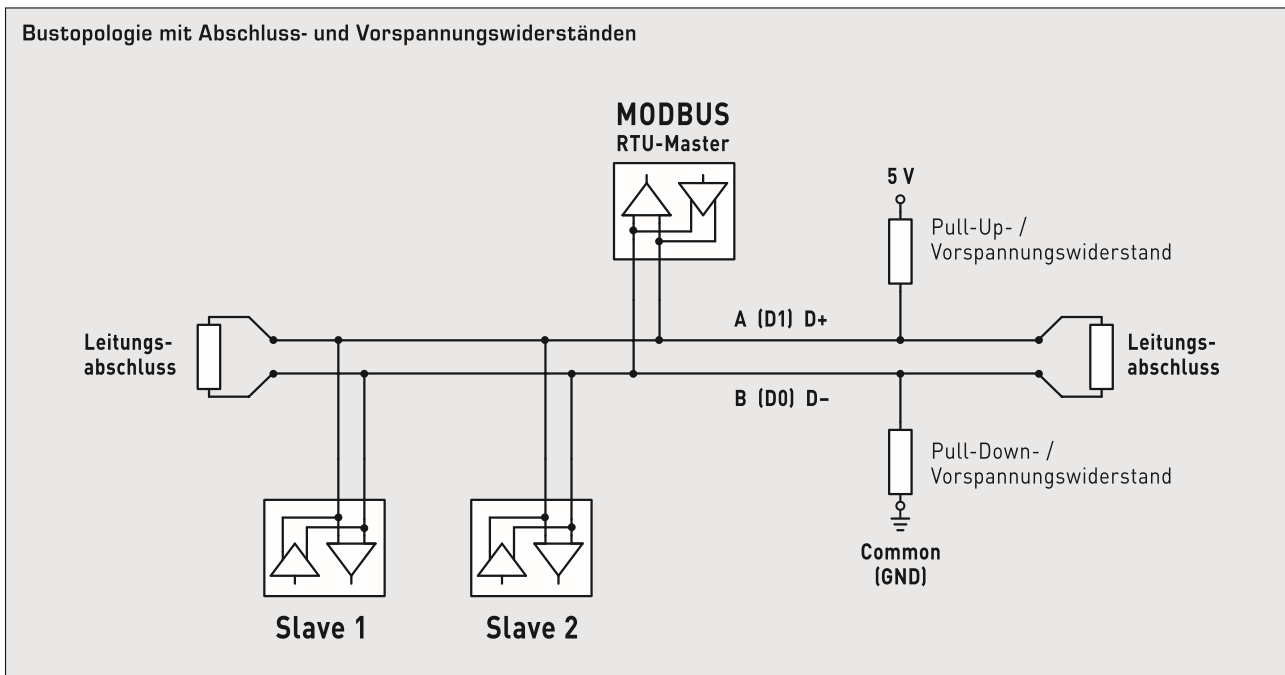 Bustopologie mit Abschluss- und Vorspannungswiderständen
MODBUS
RTU-Master
5 V
Pull-Up- /
Vorspannungswiderstand
A (D1) D+
Leitungs-
abschluss
Leitungs-
abschluss
B (D0) D–
Pull-Down- /
Vorspannungswiderstand
Common
(GND)
Slave 1
Slave 2